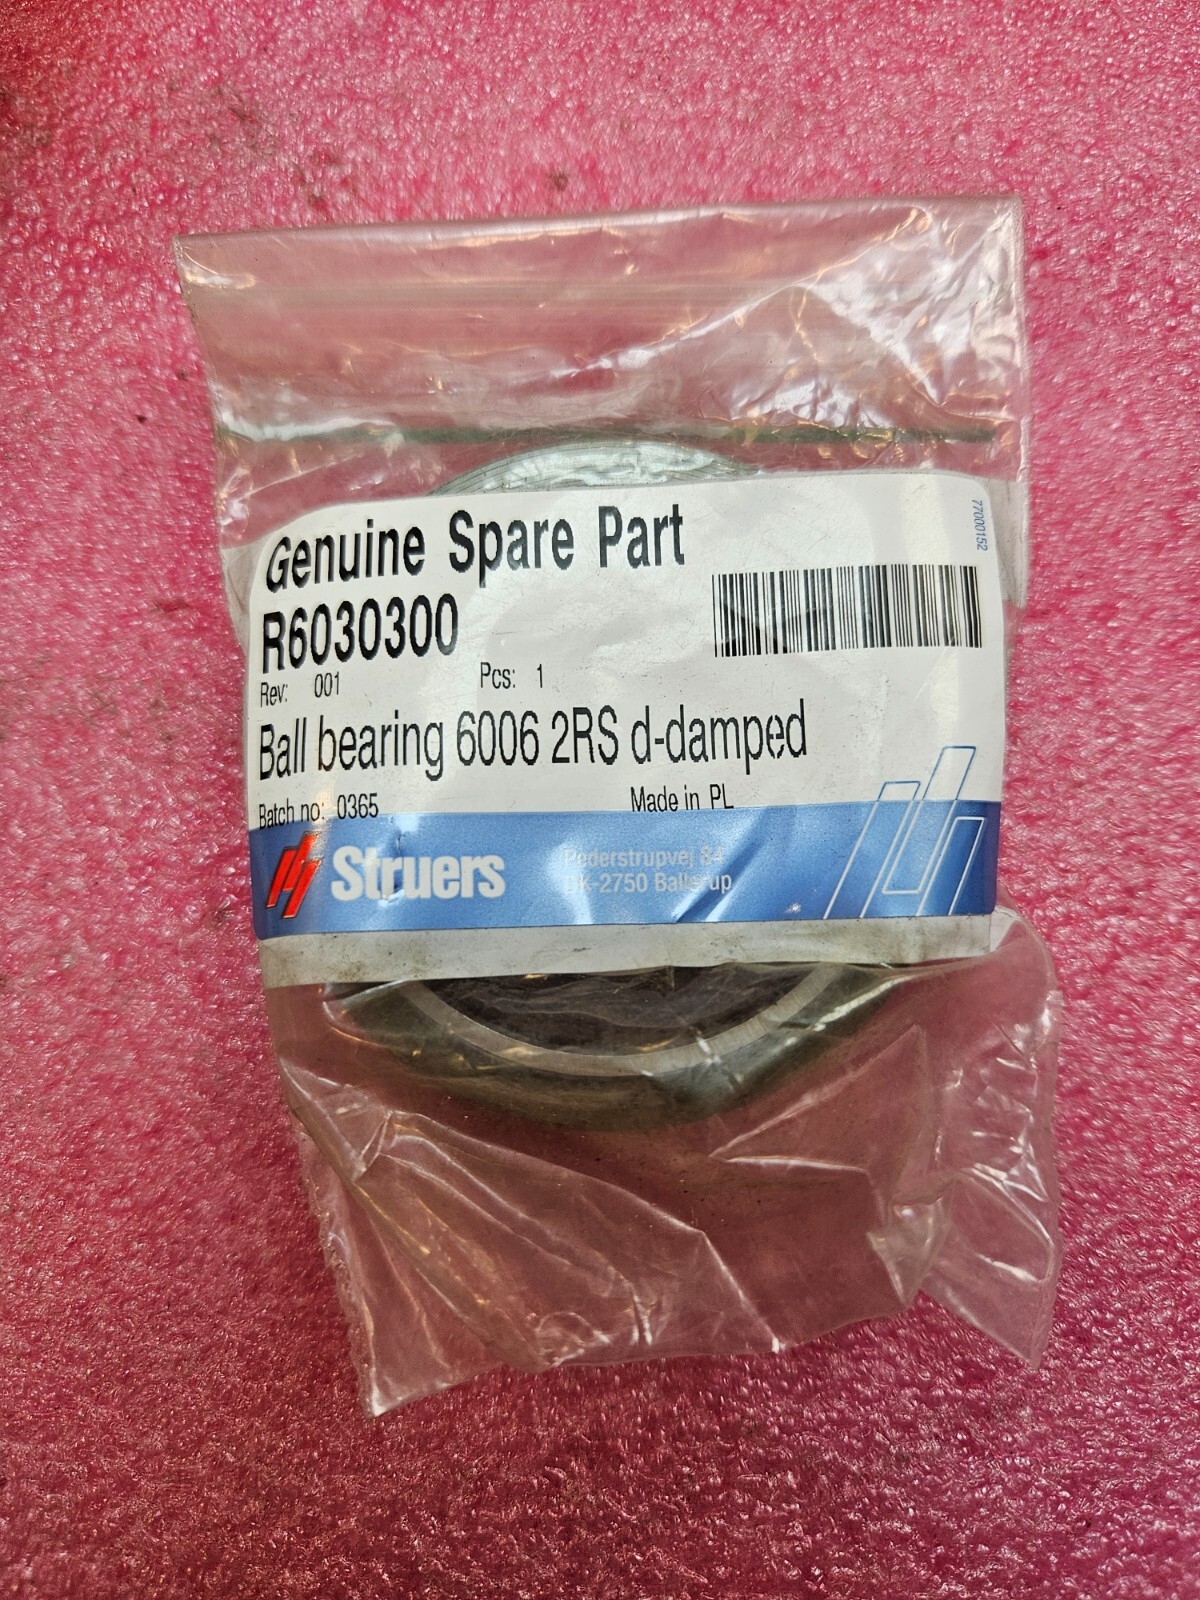 77000152
Genuine Spare Part
R6030300
Rev: 001 Pcs: 1
Ball bearing 6006 2RS d-damped
Batch no: 0365 Made in PL
Struers
Pederstrupvej 84
DK-2750 Ballerup